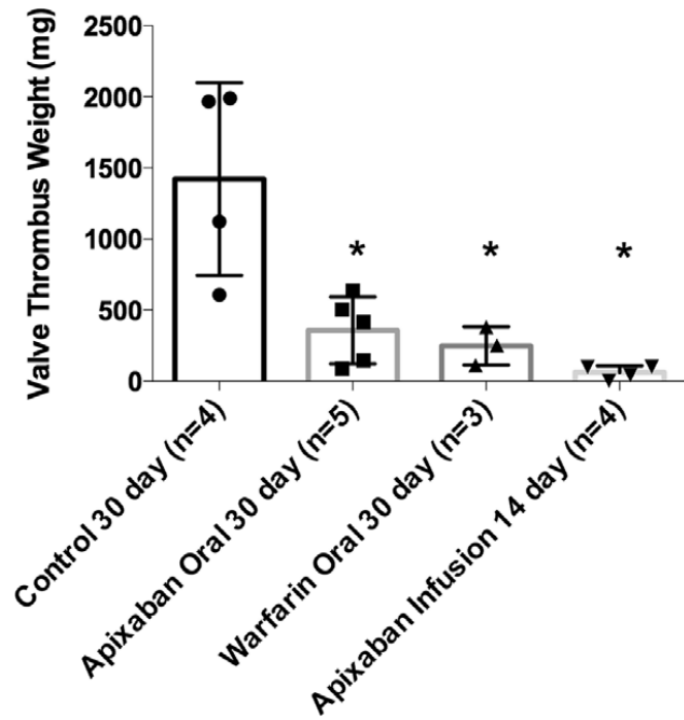 Valve Thrombus Weight (mg)
2500
2000
1500
1000
500
0
*
*
*
Control 30 day (n=4)
Apixaban Oral 30 day (n=5)
Warfarin Oral 30 day (n=3)
Apixaban Infusion 14 day (n=4)